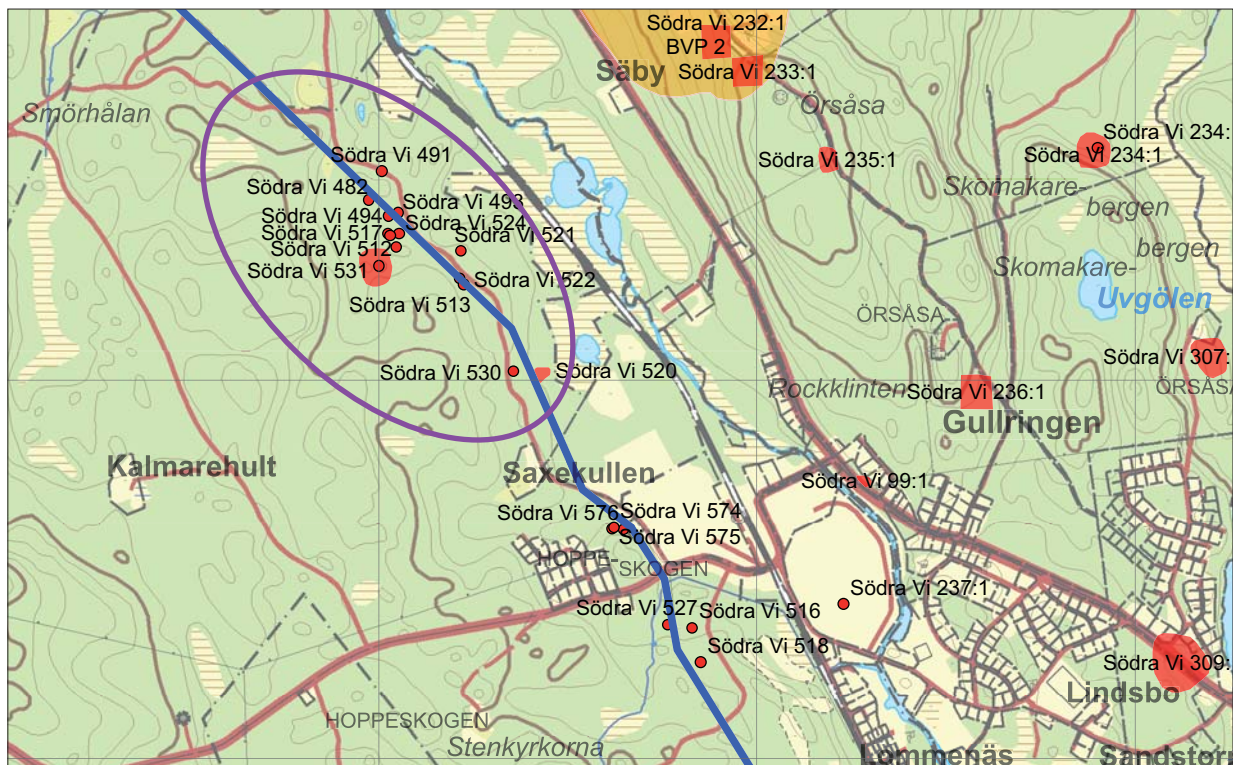 Södra Vi 232:1
BVP 2
Säby
Södra Vi 233:1
Smörhålan
Örsåsa
Södra Vi 234:
Södra Vi 491
Södra Vi 235:1
Södra Vi 234:1
Södra Vi 482
Skomakare-
Södra Vi 493
bergen
Södra Vi 494
Södra Vi 524
Södra Vi 517
Södra Vi 521
Södra Vi 512
bergen
Södra Vi 531
Skomakare-
Södra Vi 522
Södra Vi 513
Uvgölen
ÖRSÅSA
Södra Vi 307:
Södra Vi 530
Södra Vi 520
Rockklinten
Södra Vi 236:1
ÖRSÅSA
Gullringen
Kalmarehult
Saxekullen
Södra Vi 99:1
Södra Vi 576
Södra Vi 574
Södra Vi 575
HOPPE-
SKOGEN
Södra Vi 527
Södra Vi 516
Södra Vi 237:1
Södra Vi 518
Södra Vi 309:
Lindsbo
HOPPESKOGEN
Stenkyrkorna
Lommenäs
Sandstorp